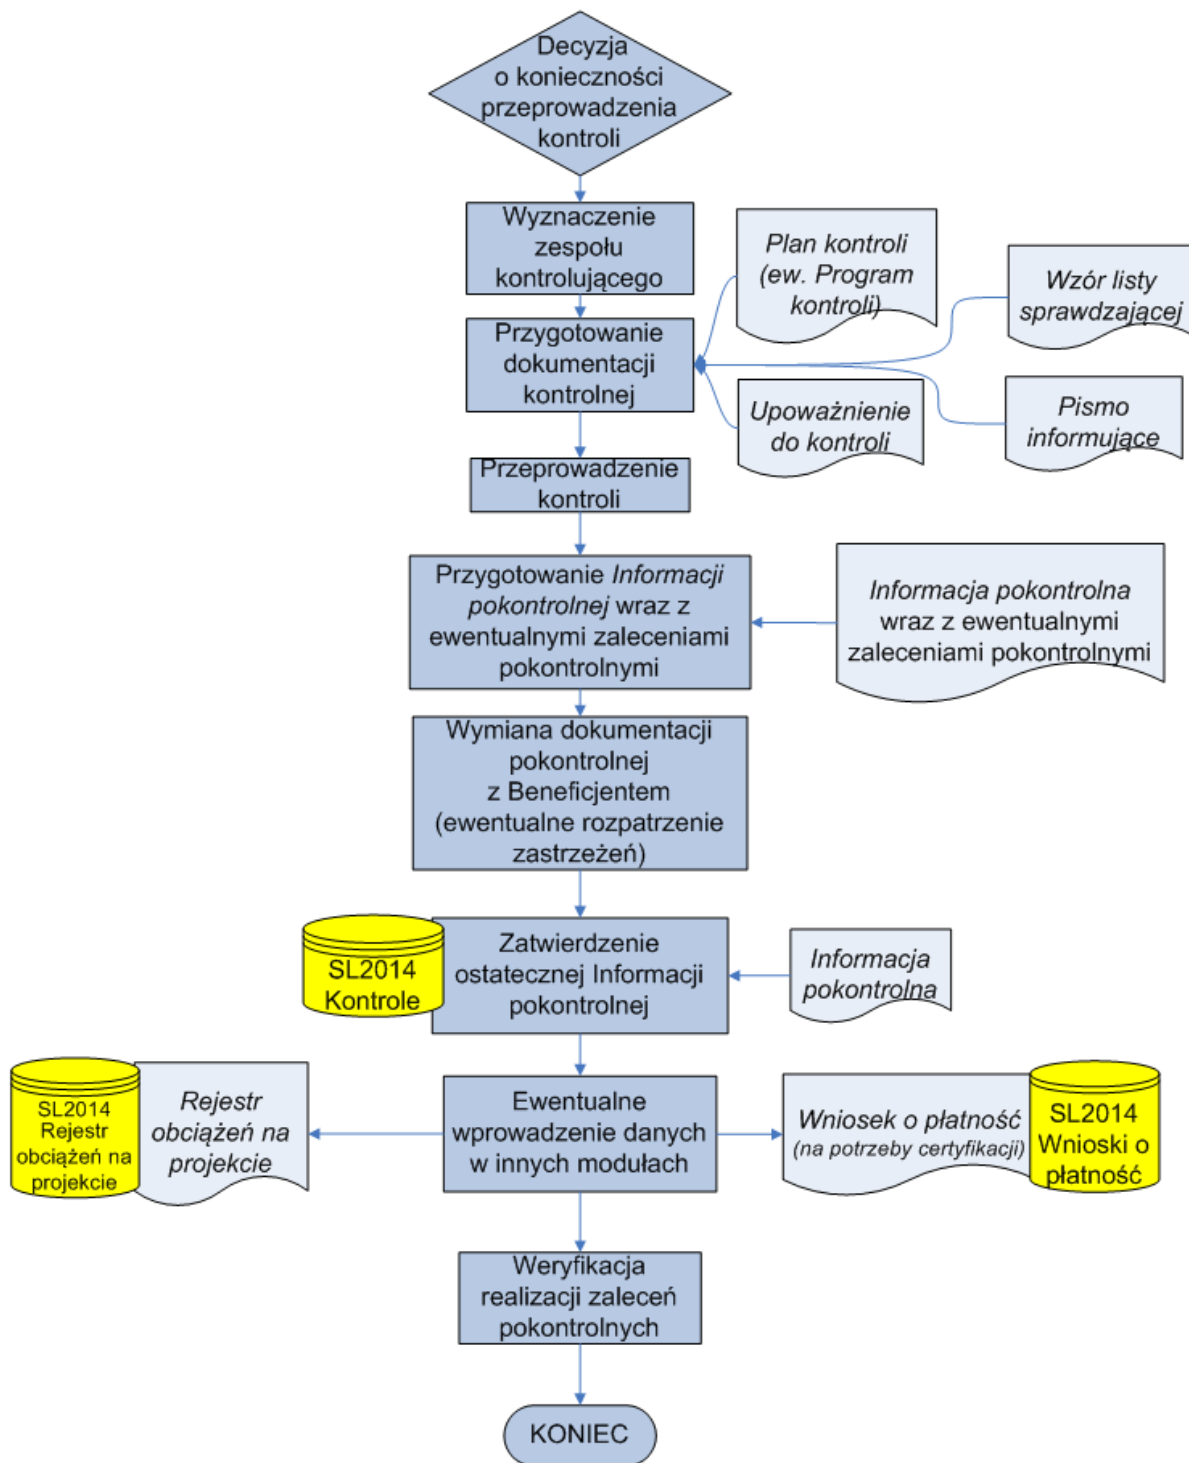 Decyzja
o konieczności
przeprowadzenia
kontroli
Wyznaczenie
zespołu
kontrolującego
Plan kontroli
(ew. Program
kontroli)
Wzór listy
sprawdzającej
Przygotowanie
dokumentacji
kontrolnej
Upoważnienie
do kontroli
Pismo
informujące
Przeprowadzenie
kontroli
Przygotowanie Informacji
pokontrolnej wraz z
ewentualnymi zaleceniami
pokontrolnymi
Informacja pokontrolna
wraz z ewentualnymi
zaleceniami pokontrolnymi
Wymiana dokumentacji
pokontrolnej
z Beneficjentem
(ewentualne rozpatrzenie
zastrzeżeń)
SL2014
Kontrole
Zatwierdzenie
ostatecznej Informacji
pokontrolnej
Informacja
pokontrolna
SL2014
Rejestr
obciążeń na
projekcie
Rejestr
obciążeń na
projekcie
Ewentualne
wprowadzenie danych
w innych modułach
Wniosek o płatność
(na potrzeby certyfikacji)
SL2014
Wnioski o
płatność
Weryfikacja
realizacji zaleceń
pokontrolnych
KONIEC